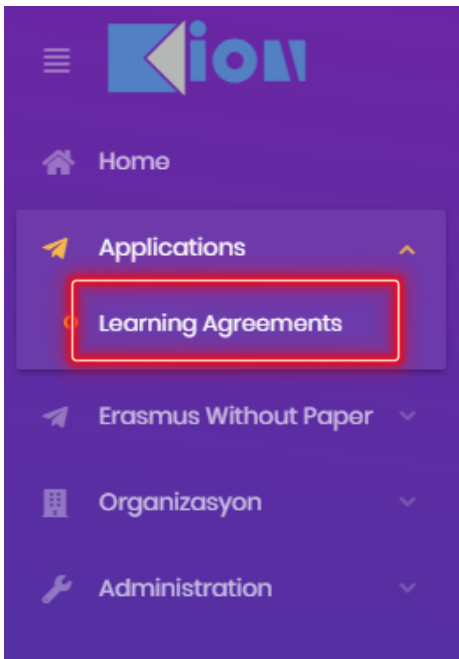 Kion
Home
Applications
Learning Agreements
Erasmus Without Paper
Organizasyon
Administration